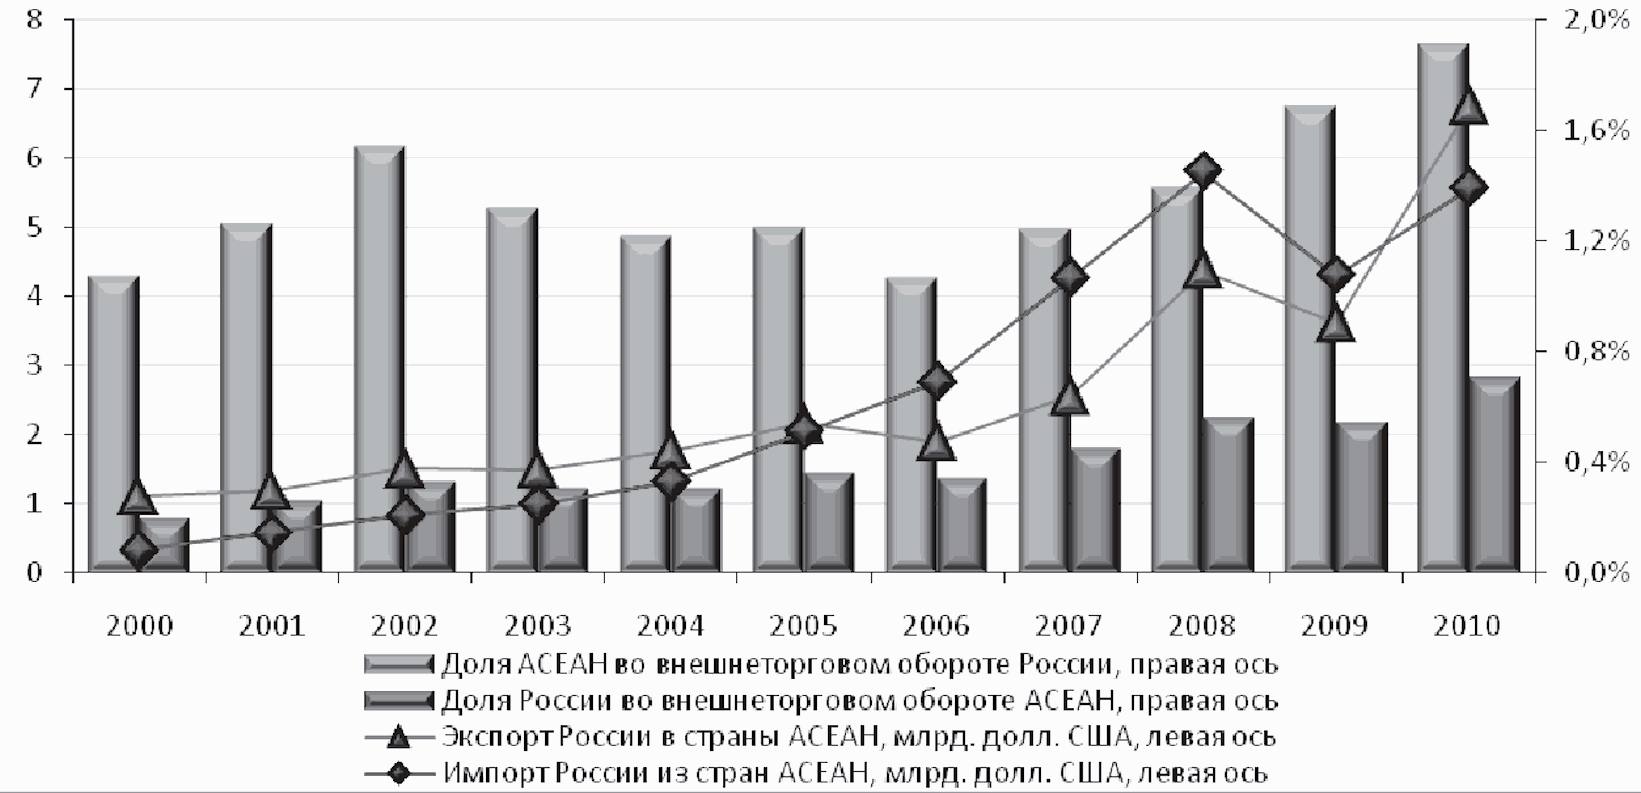 8 2,0%
7
6 1,6%
5 1,2%
4
3 0,8%
2 0,4%
1
0 0,0%
2000 2001 2002 2003 2004 2005 2006 2007 2008 2009 2010
Доля АСЕАН во внешнеторговом обороте России, правая ось
Доля России во внешнеторговом обороте АСЕАН, правая ось
Экспорт России в страны АСЕАН, млрд. долл. США, левая ось
Импорт России из стран АСЕАН, млрд. долл. США, левая ось